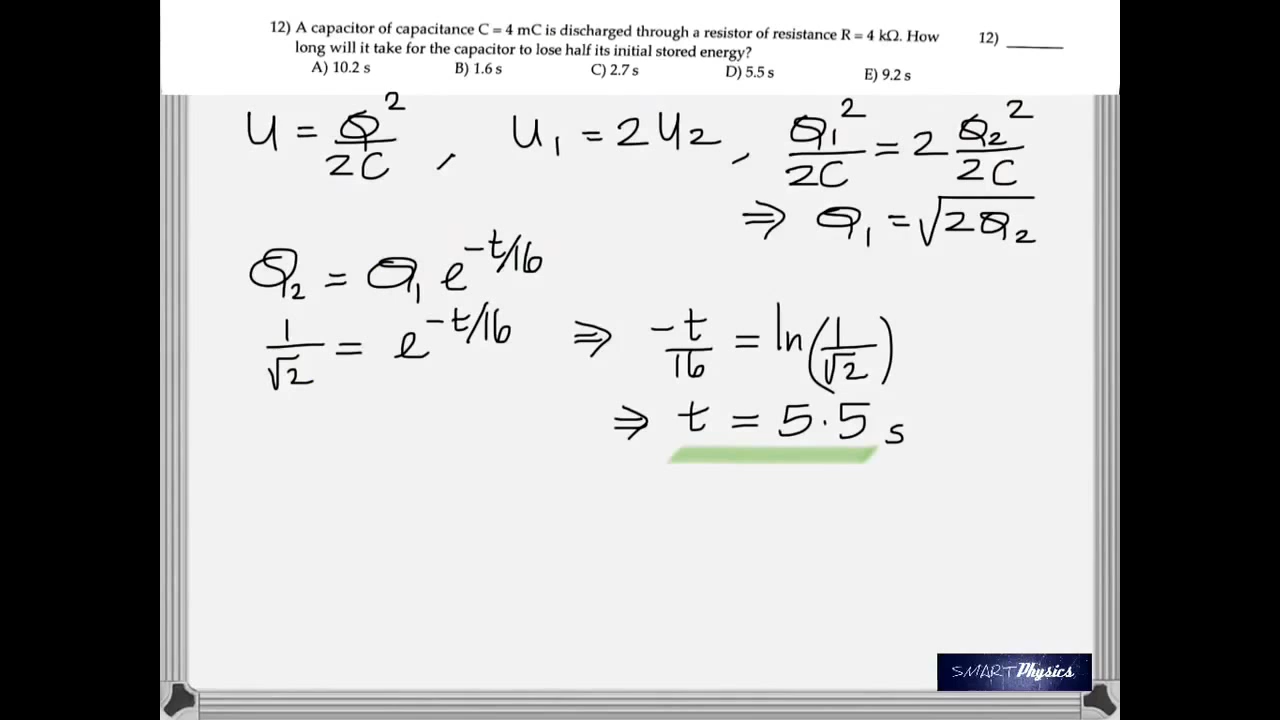 12) A capacitor of capacitance C = 4 mC is discharged through a resistor of resistance R = 4 kΩ. How 12) ______
long will it take for the capacitor to lose half its initial stored energy?
A) 10.2 s B) 1.6 s C) 2.7 s D) 5.5 s E) 9.2 s
U = Q²/2C , U₁ = 2U₂ , Q₁²/2C = 2 Q₂²/2C
⇒ Q₁ = √(2Q₂)
Q₂ = Q₁ e^(-t/16)
1/√2 = e^(-t/16) ⇒ -t/16 = ln(1/√2)
⇒ t = 5.5 s
SMART Physics